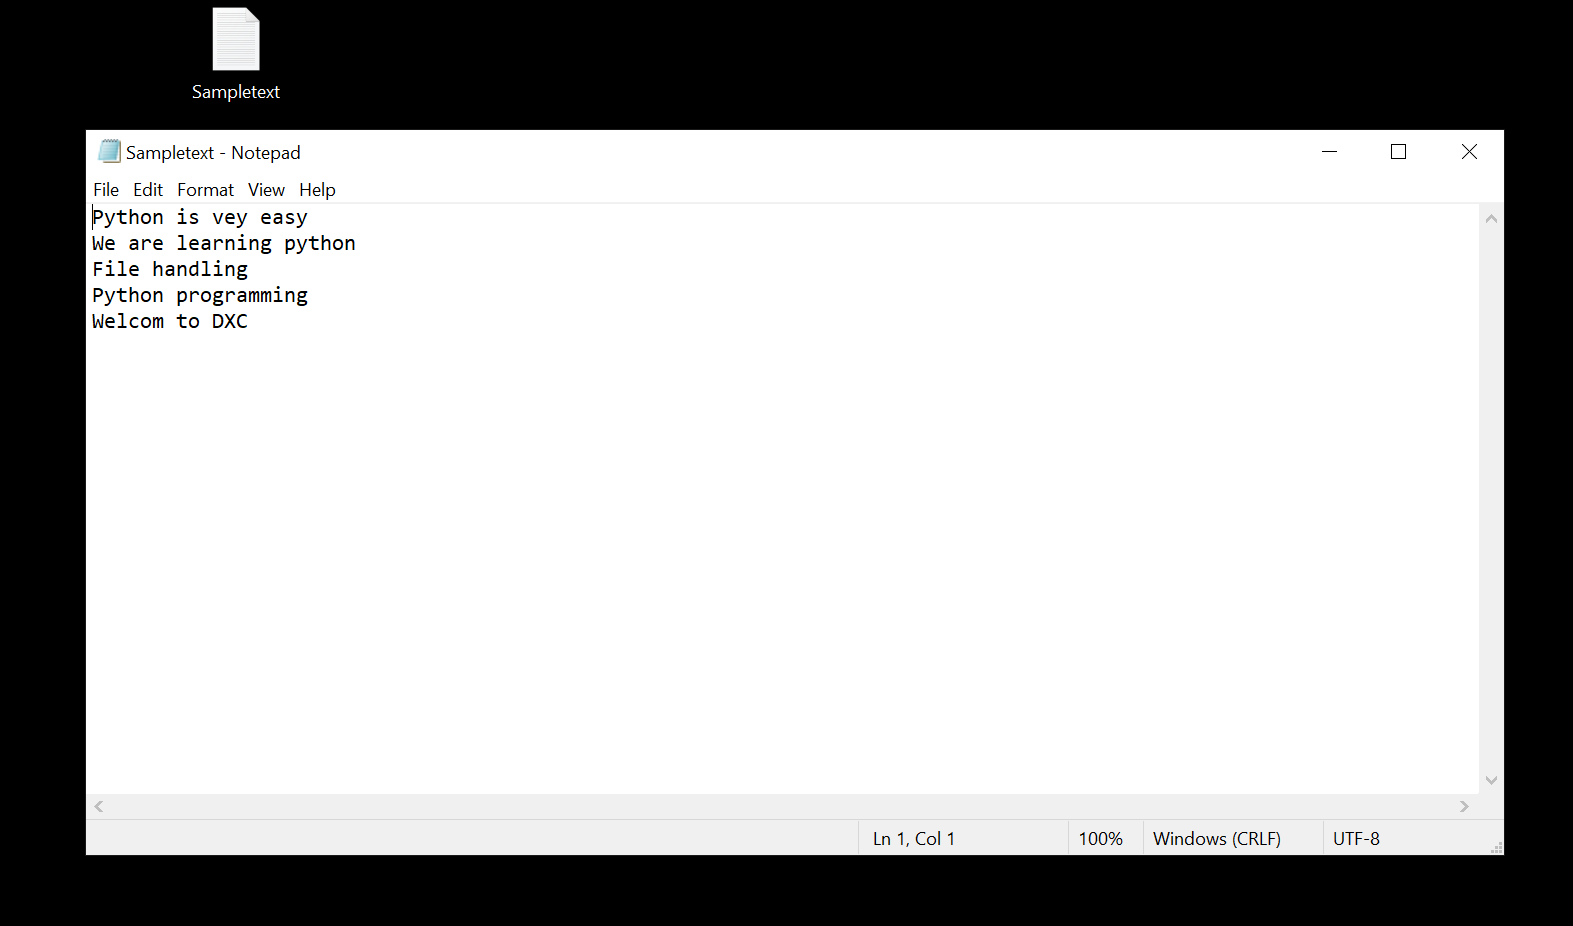 Sampletext
Sampletext - Notepad
File Edit Format View Help
Python is vey easy
We are learning python
File handling
Python programming
Welcom to DXC
Ln 1, Col 1 100% Windows (CRLF) UTF-8